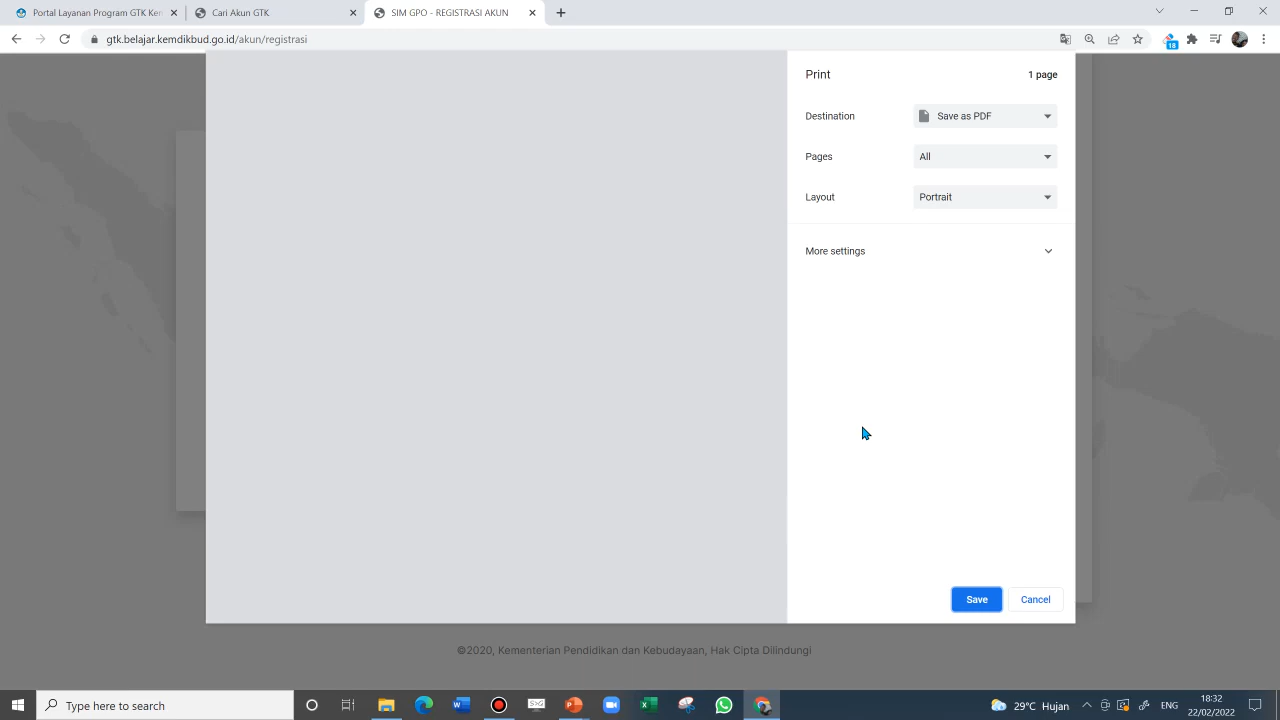 Portal Layanan Program GTK Ken
Cari Akun GTK
SIM GPO - REGISTRASI AKUN
gtk.belajar.kemdikbud.go.id/akun/registrasi
18
Print
1 page
Destination
Save as PDF
Pages
All
Layout
Portrait
More settings
Save
Cancel
©2020, Kementerian Pendidikan dan Kebudayaan, Hak Cipta Dilindungi
Type here to search
29°C Hujan
ENG
18:32
22/02/2022